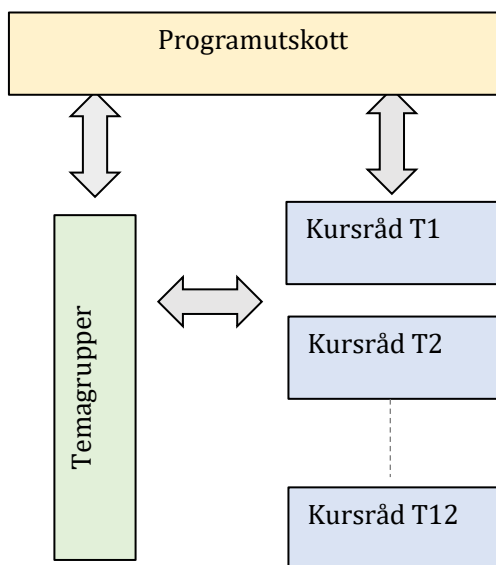 Programutskott
Kursråd T1
Temagrupper
Kursråd T2
Kursråd T12